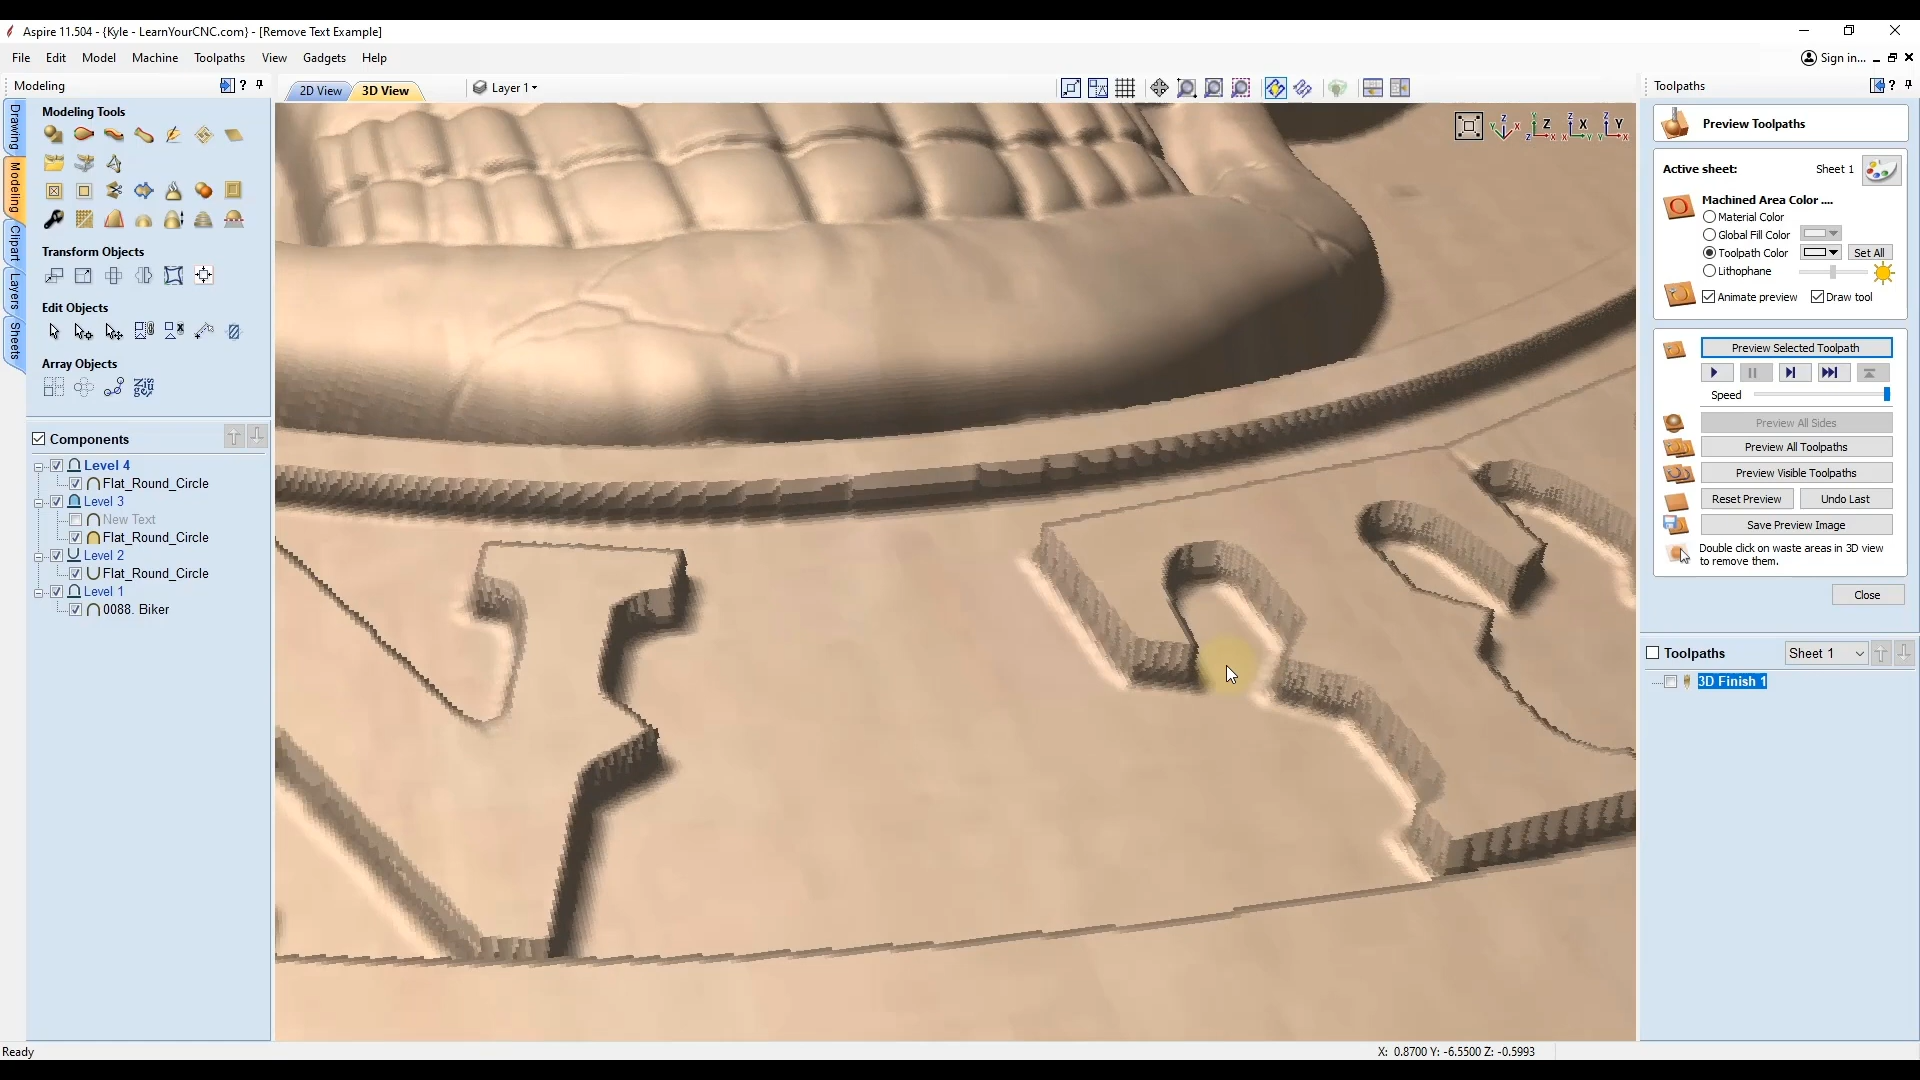 Aspire 11.504 - {Kyle - LearnYourCNC.com} - [Remove Text Example]
File Edit Model Machine Toolpaths View Gadgets Help
Sign in...
Modeling
2D View
3D View
Layer 1
Toolpaths
Drawing
Modeling
Clipart
Layers
Sheets
Modeling Tools
Transform Objects
Edit Objects
Array Objects
Components
Level 4
Flat_Round_Circle
Level 3
New Text
Flat_Round_Circle
Level 2
Flat_Round_Circle
Level 1
0088. Biker
Z X Y
Preview Toolpaths
Active sheet: Sheet 1
Machined Area Color ....
Material Color
Global Fill Color
Toolpath Color
Set All
Lithophane
Animate preview
Draw tool
Preview Selected Toolpath
Speed
Preview All Sides
Preview All Toolpaths
Preview Visible Toolpaths
Reset Preview
Undo Last
Save Preview Image
Double click on waste areas in 3D view
to remove them.
Close
Toolpaths
Sheet 1
3D Finish 1
Ready
X: 0.8700 Y: -6.5500 Z: -0.5993